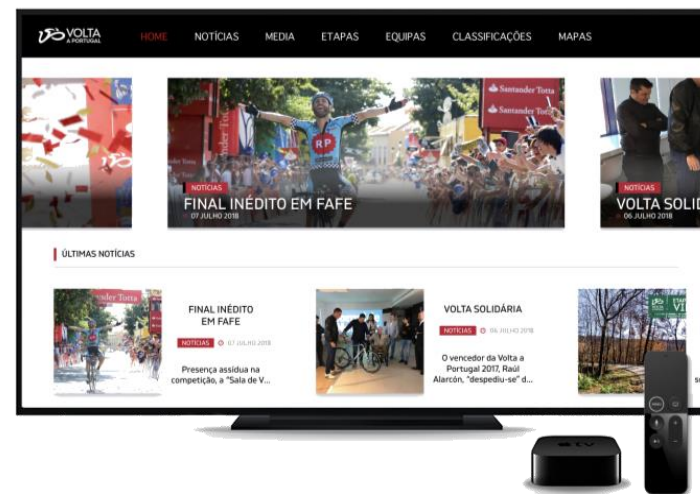 VOLTA
A PORTUGAL
HOME NOTÍCIAS MEDIA ETAPAS EQUIPAS CLASSIFICAÇÕES MAPAS
Santander Totta
Santander Totta
RP
NOTÍCIAS
FINAL INÉDITO EM FAFE
07 JULHO 2018
NOTÍCIAS
VOLTA SOLID
06 JULHO 2018
ÚLTIMAS NOTÍCIAS
FINAL INÉDITO
EM FAFE
NOTÍCIAS 07 JULHO 2018
Presença assídua na
competição, a "Sala de V...
VOLTA SOLIDÁRIA
NOTÍCIAS 06 JULHO 2018
O vencedor da Volta a
Portugal 2017, Raúl
Alarcón, "despediu-se" d...
tv